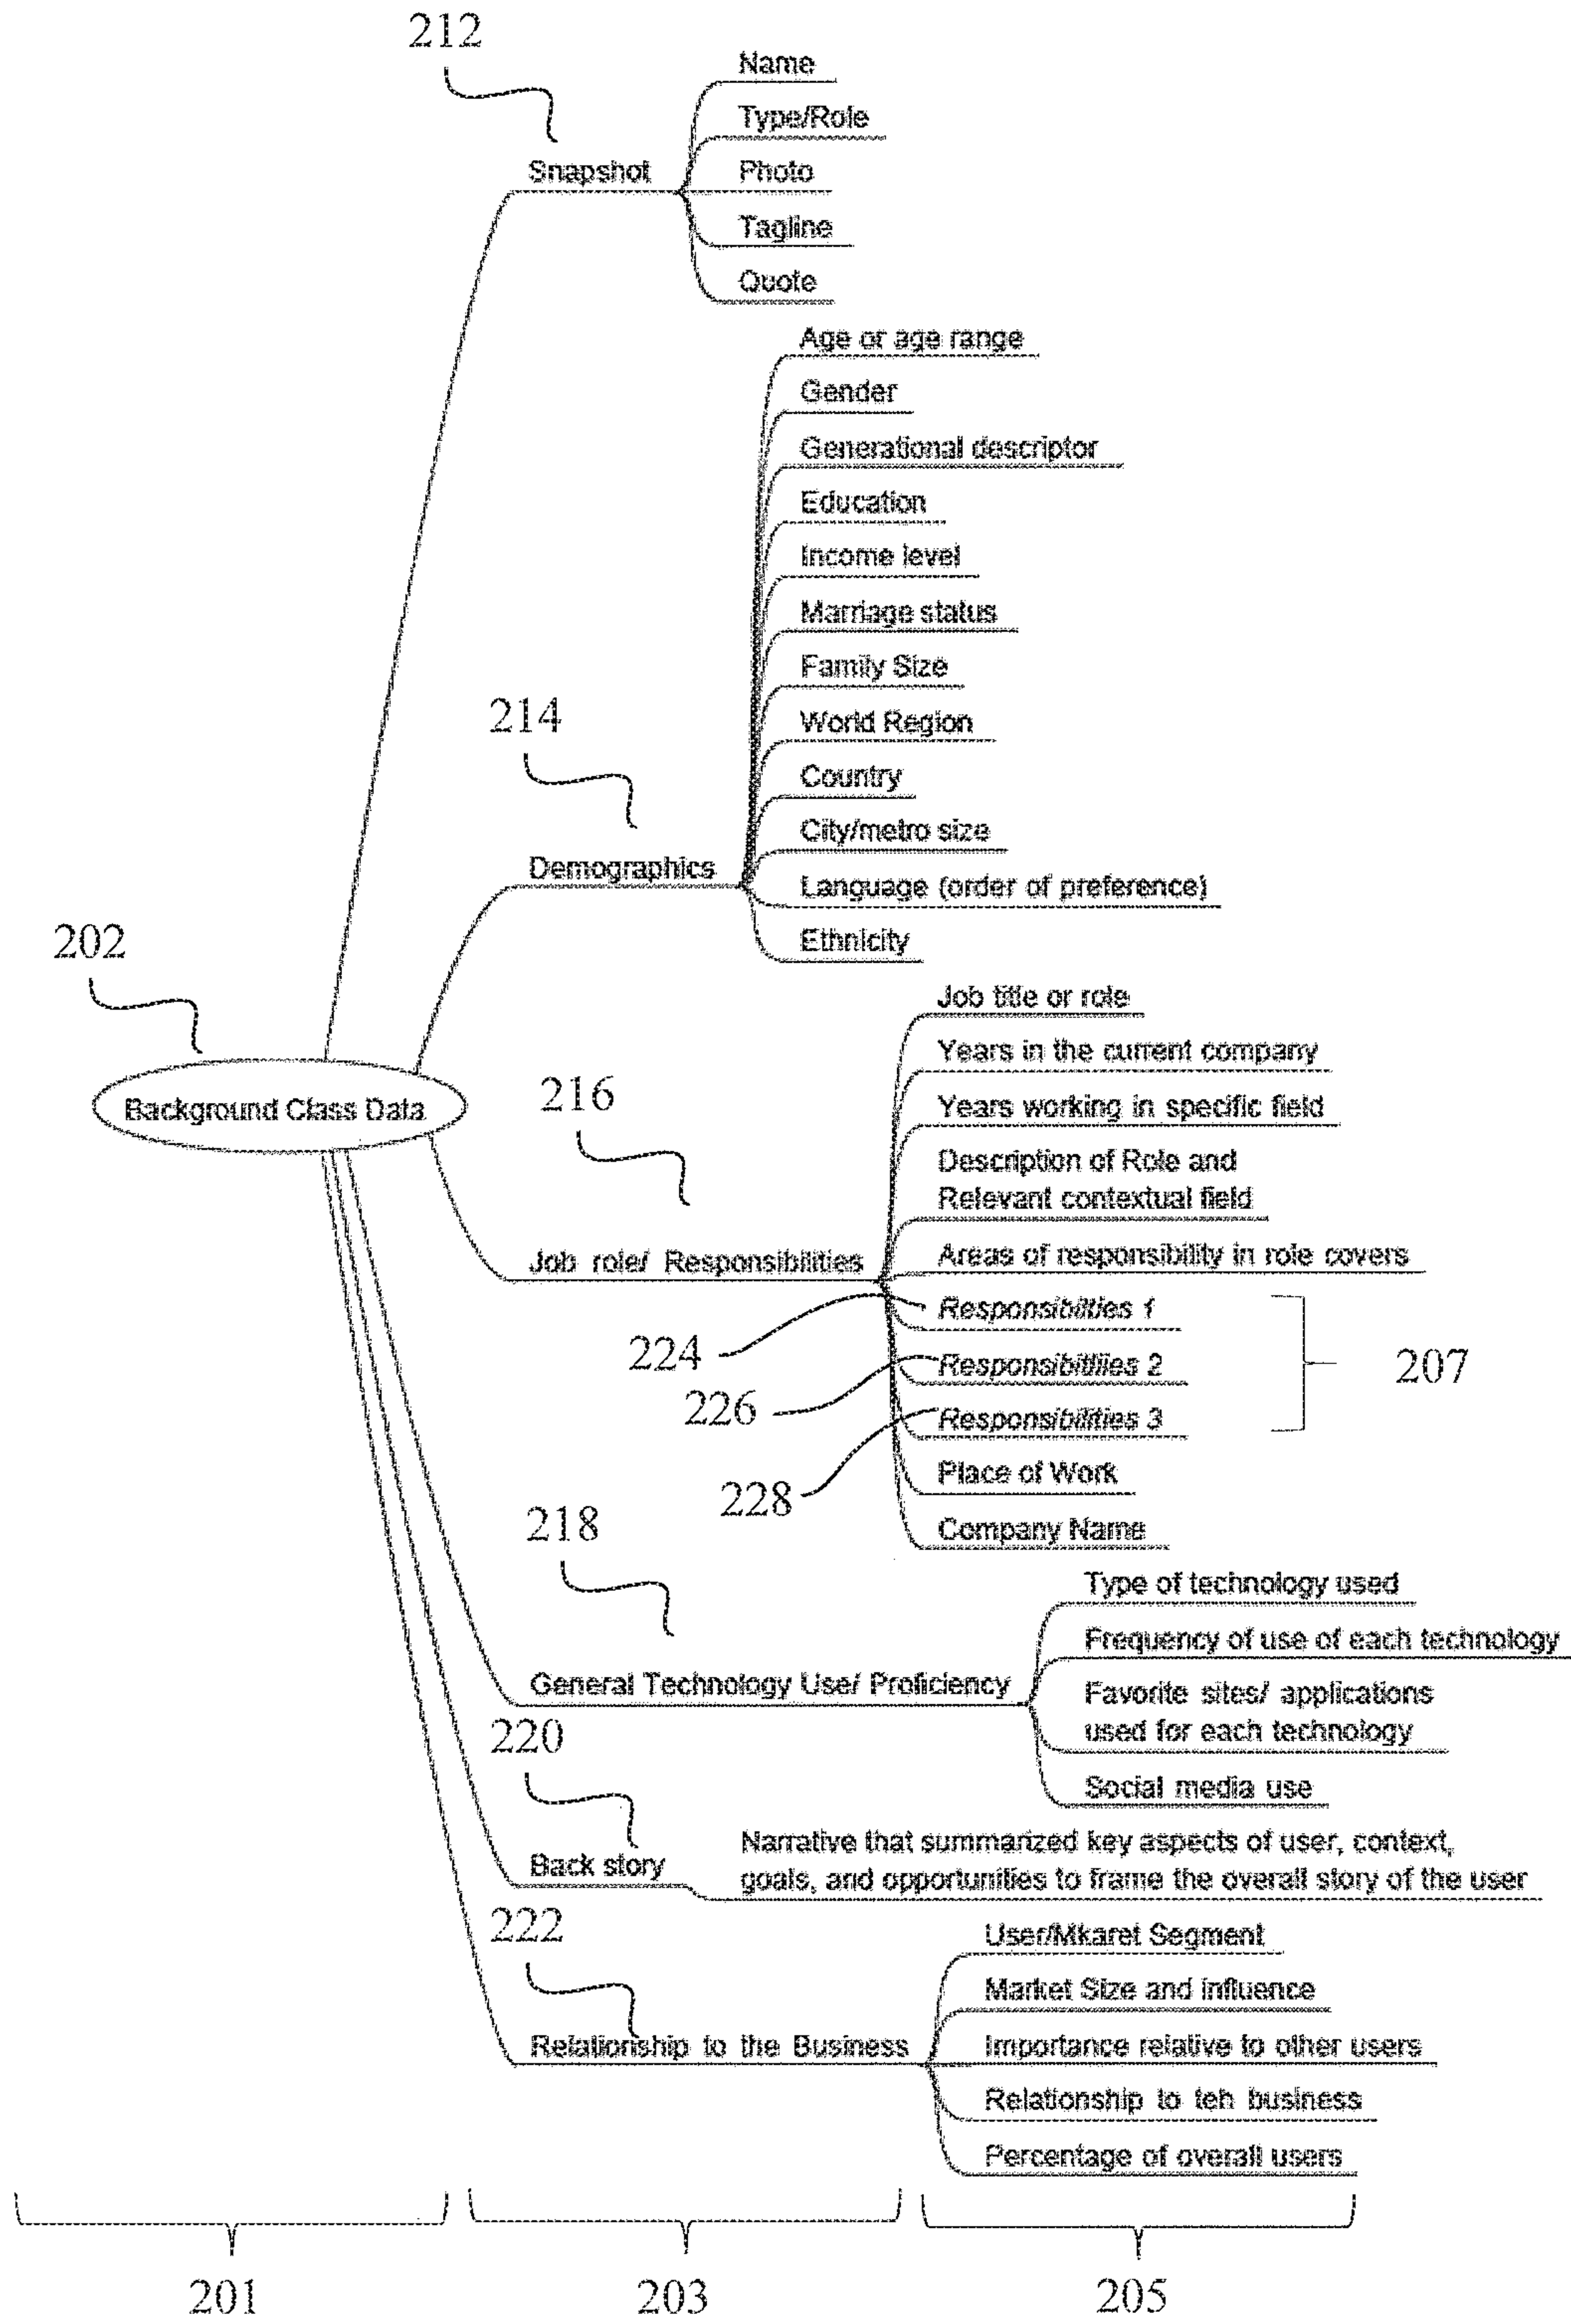 212
Name
Type/Role
Snapshot
Photo
Tagline
Quote
Age or age range
Gender
Generational descriptor
Education
Income level
Marriage status
Family Size
214
World Region
Country
City/metro size
Demographics
Language (order of preference)
202
Ethnicity
Job title or role
Years in the current company
Background Class Data
216
Years working in specific field
Description of Role and
Relevant contextual field
Job role/ Responsibilities
Areas of responsibility in role covers
Responsibilties 1
224
Responsibitliies 2
207
226
Responsibilities 3
228
Place of Work
218
Company Name
Type of technology used
Frequency of use of each technology
General Technology Use/ Proficiency
Favorite sites/ applications
used for each technology
220
Social media use
Back story
Narrative that summarized key aspects of user, context,
goals, and opportunities to frame the overall story of the user
222
User/Mkaret Segment
Market Size and influence
Relationship to the Business
Importance relative to other users
Relationship to teh business
Percentage of overall users
201
203
205